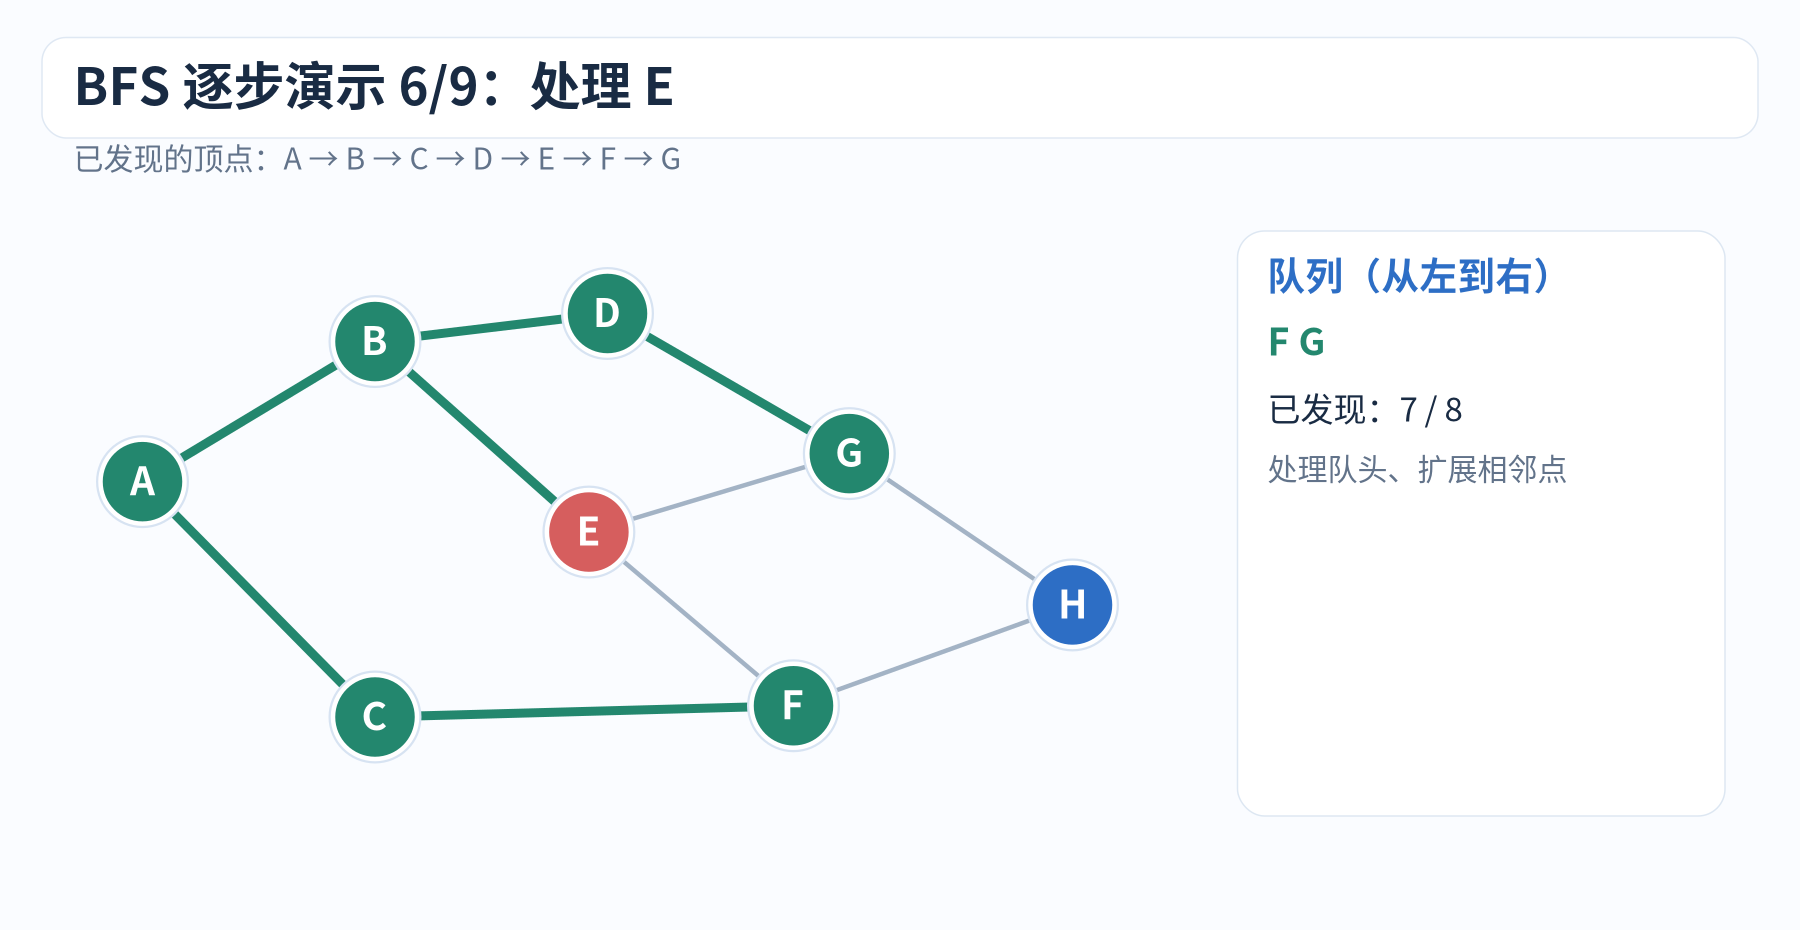 BFS 逐步演示 6/9：处理 E
已发现的顶点：A → B → C → D → E → F → G
队列（从左到右）
F G
已发现：7 / 8
处理队头、扩展相邻点
D
B
G
A
E
H
F
C